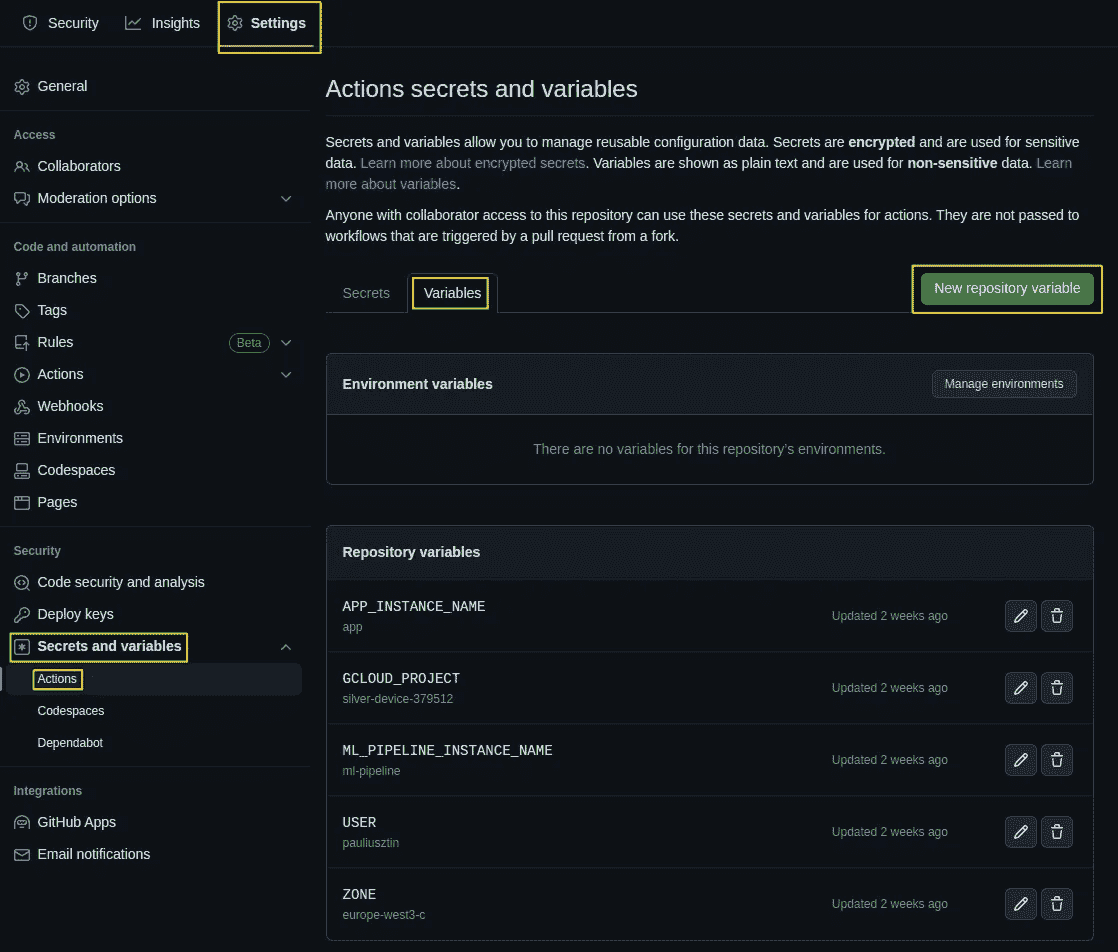 Security
Insights
Settings
General
Access
Collaborators
Moderation options
Code and automation
Branches
Tags
Rules
Beta
Actions
Webhooks
Environments
Codespaces
Pages
Security
Code security and analysis
Deploy keys
Secrets and variables
Actions
Codespaces
Dependabot
Integrations
GitHub Apps
Email notifications
Actions secrets and variables
Secrets and variables allow you to manage reusable configuration data. Secrets are encrypted and are used for sensitive
data. Learn more about encrypted secrets. Variables are shown as plain text and are used for non-sensitive data. Learn
more about variables.
Anyone with collaborator access to this repository can use these secrets and variables for actions. They are not passed to
workflows that are triggered by a pull request from a fork.
Secrets
Variables
New repository variable
Environment variables
Manage environments
There are no variables for this repository's environments.
Repository variables
APP_INSTANCE_NAME
app
Updated 2 weeks ago
GCLOUD_PROJECT
silver-device-379512
Updated 2 weeks ago
ML_PIPELINE_INSTANCE_NAME
ml-pipeline
Updated 2 weeks ago
USER
pauliusztin
Updated 2 weeks ago
ZONE
europe-west3-c
Updated 2 weeks ago